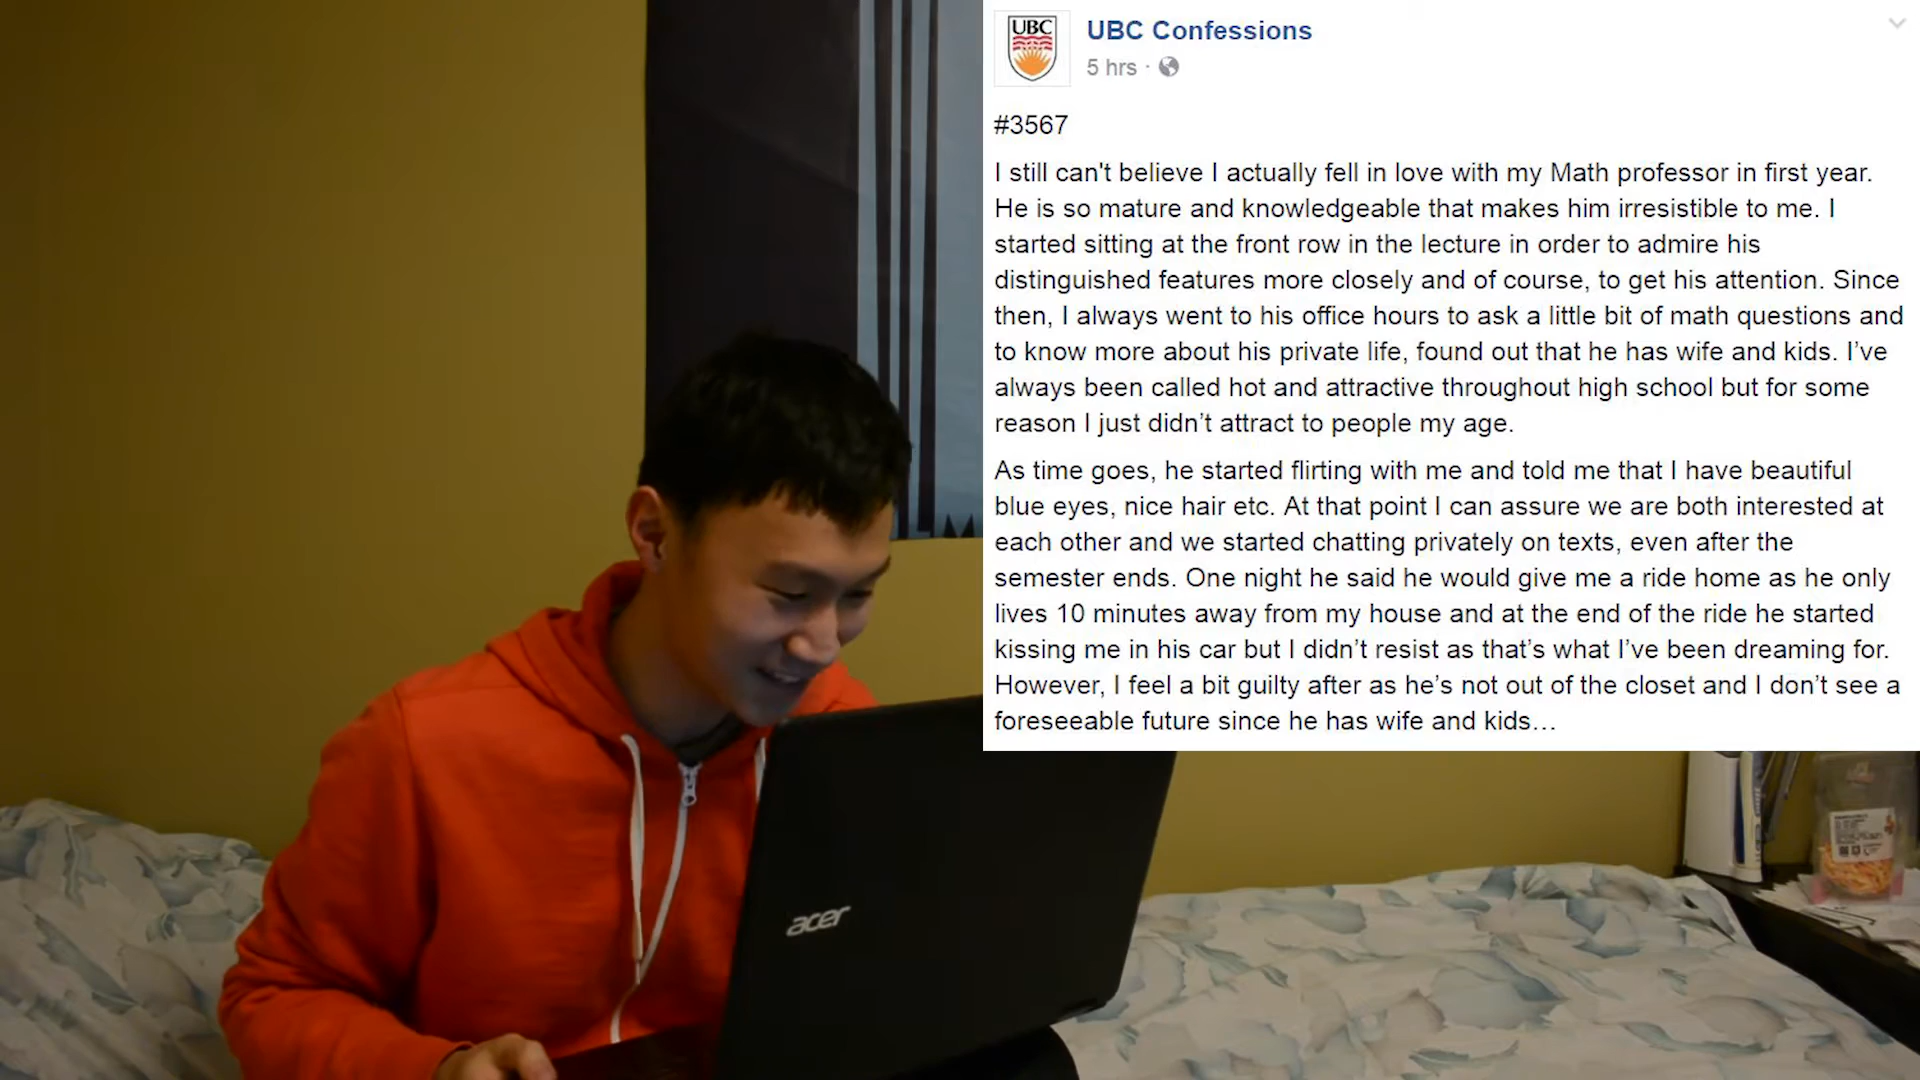 UBC
UBC Confessions
5 hrs ·
#3567
I still can't believe I actually fell in love with my Math professor in first year.
He is so mature and knowledgeable that makes him irresistible to me. I
started sitting at the front row in the lecture in order to admire his
distinguished features more closely and of course, to get his attention. Since
then, I always went to his office hours to ask a little bit of math questions and
to know more about his private life, found out that he has wife and kids. I’ve
always been called hot and attractive throughout high school but for some
reason I just didn’t attract to people my age.
As time goes, he started flirting with me and told me that I have beautiful
blue eyes, nice hair etc. At that point I can assure we are both interested at
each other and we started chatting privately on texts, even after the
semester ends. One night he said he would give me a ride home as he only
lives 10 minutes away from my house and at the end of the ride he started
kissing me in his car but I didn’t resist as that’s what I’ve been dreaming for.
However, I feel a bit guilty after as he’s not out of the closet and I don’t see a
foreseeable future since he has wife and kids…
acer